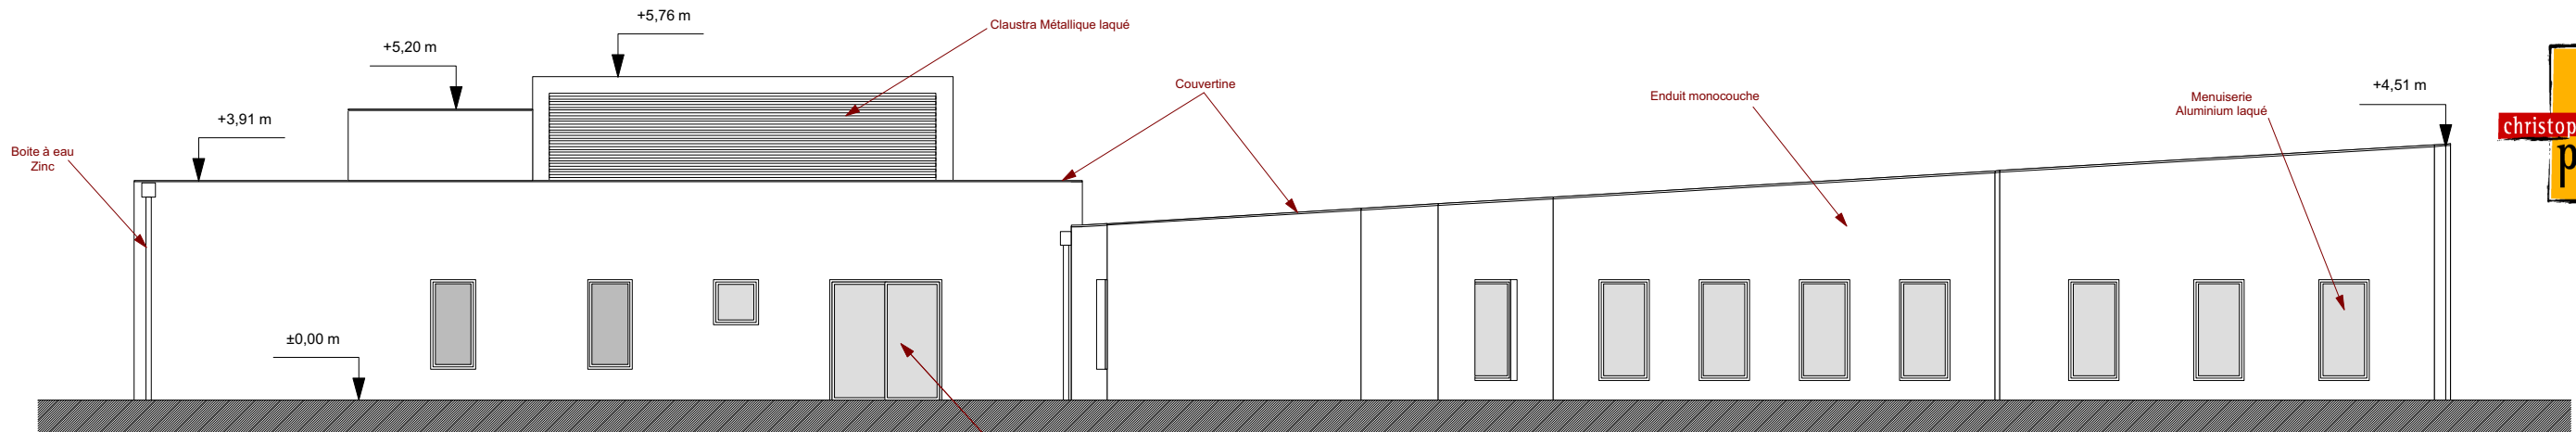 +5,76 m
Claustra Métallique laqué
+5,20 m
Couvertine
Enduit monocouche
Menuiserie
Aluminium laqué
+4,51 m
+3,91 m
christop
p
Boite à eau
Zinc
±0,00 m